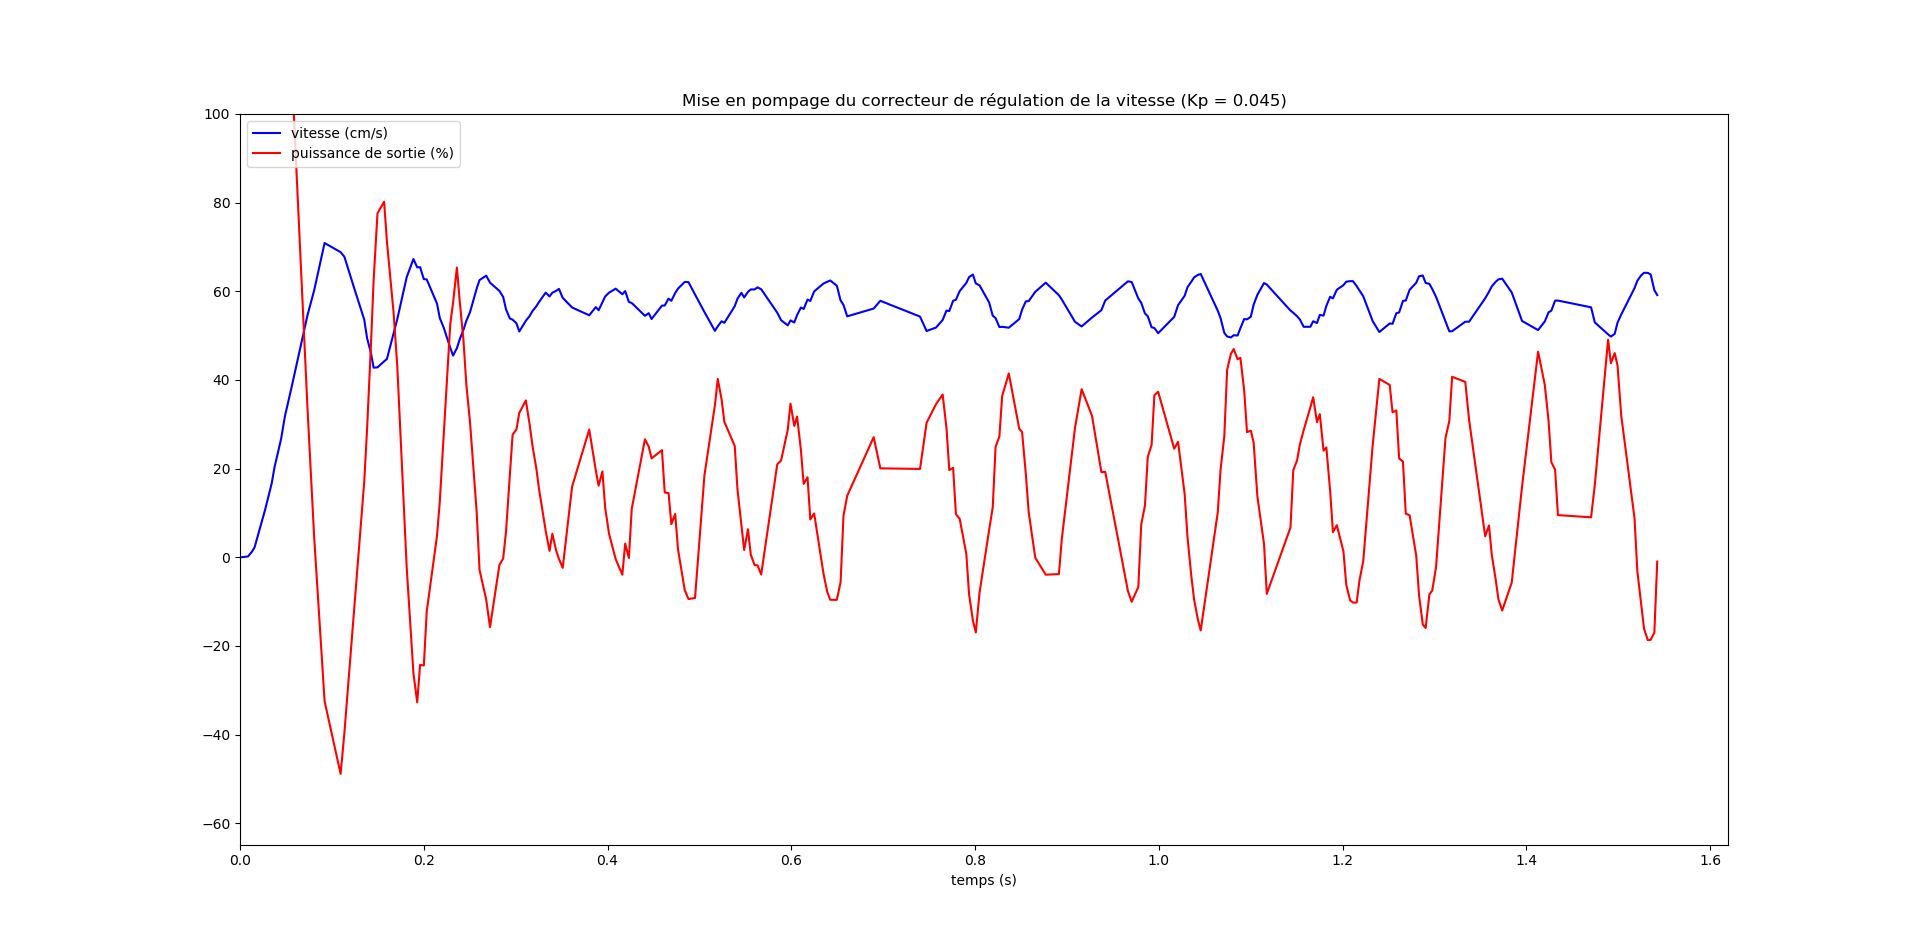 Mise en pompage du correcteur de régulation de la vitesse (Kp = 0.045)
vitesse (cm/s)
puissance de sortie (%)
100
80
60
40
20
0
−20
−40
−60
0.0 0.2 0.4 0.6 0.8 1.0 1.2 1.4 1.6
temps (s)